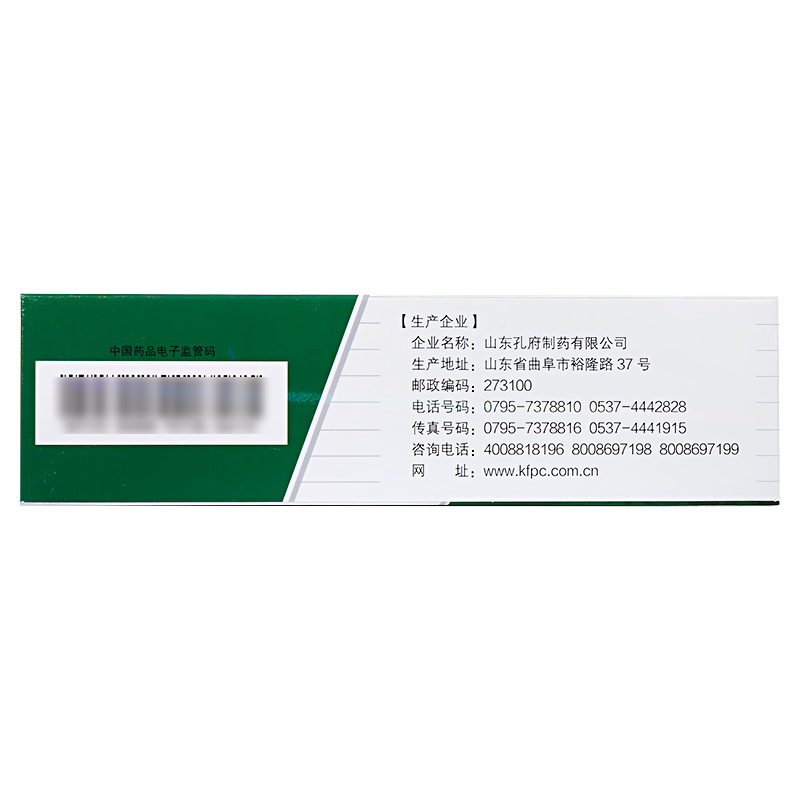 中国药品电子监管码
【生产企业】
企业名称：山东孔府制药有限公司
生产地址：山东省曲阜市裕隆路 37 号
邮政编码：273100
电话号码：0795-7378810 0537-4442828
传真号码：0795-7378816 0537-4441915
咨询电话：4008818196 8008697198 8008697199
网 址：www.kfpc.com.cn